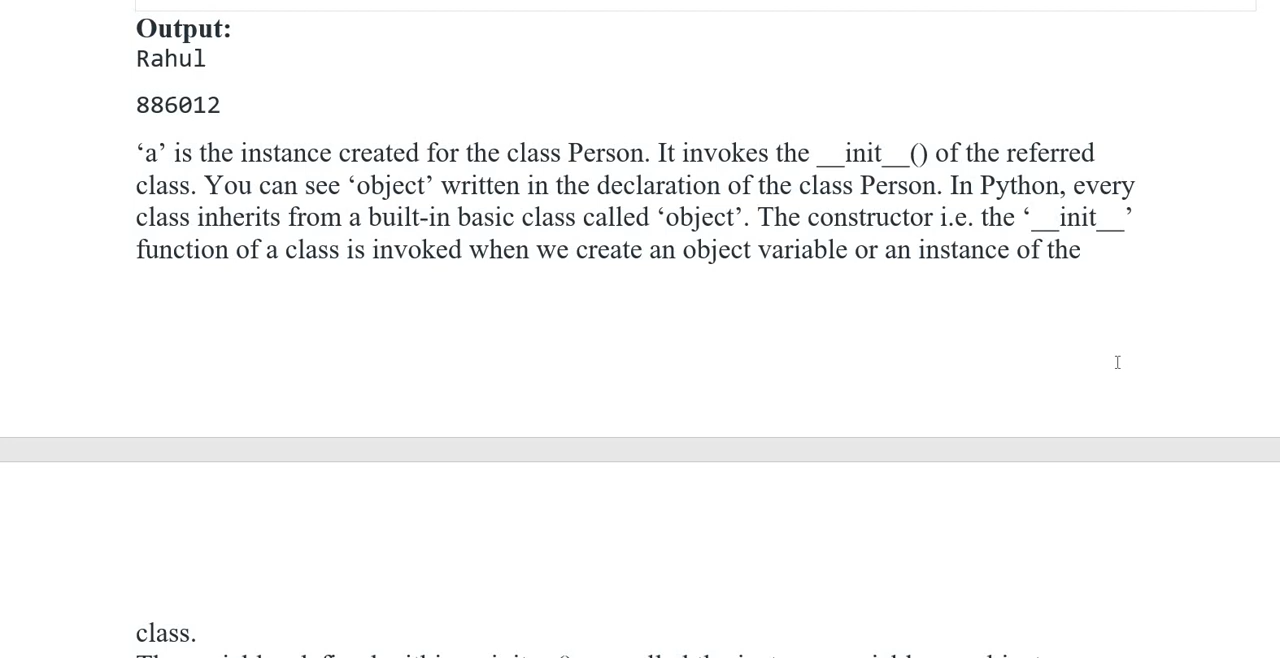 Output:
Rahul
886012
‘a’ is the instance created for the class Person. It invokes the __init__() of the referred
class. You can see ‘object’ written in the declaration of the class Person. In Python, every
class inherits from a built-in basic class called ‘object’. The constructor i.e. the ‘__init__’
function of a class is invoked when we create an object variable or an instance of the
class.